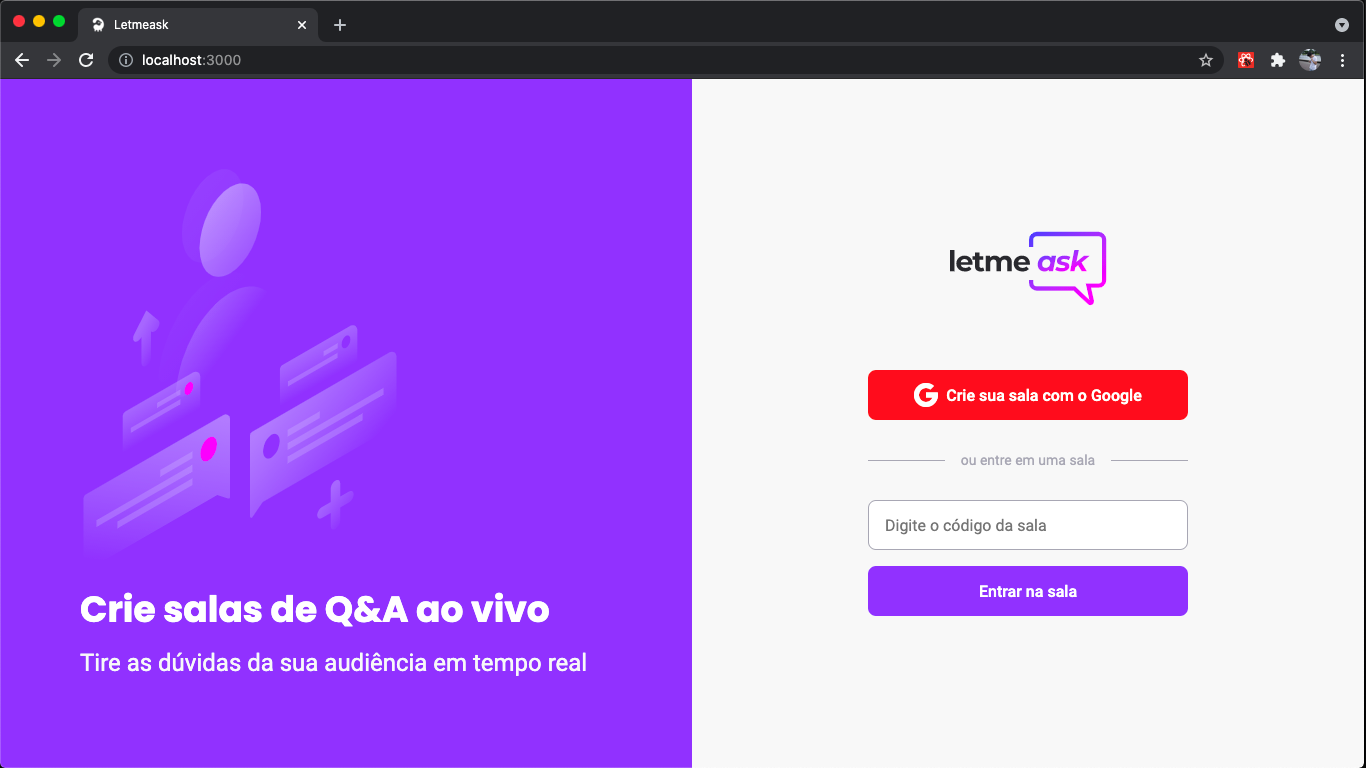 Letmeask
localhost:3000
letme ask
Crie sua sala com o Google
ou entre em uma sala
Digite o código da sala
Entrar na sala
Crie salas de Q&A ao vivo
Tire as dúvidas da sua audiência em tempo real